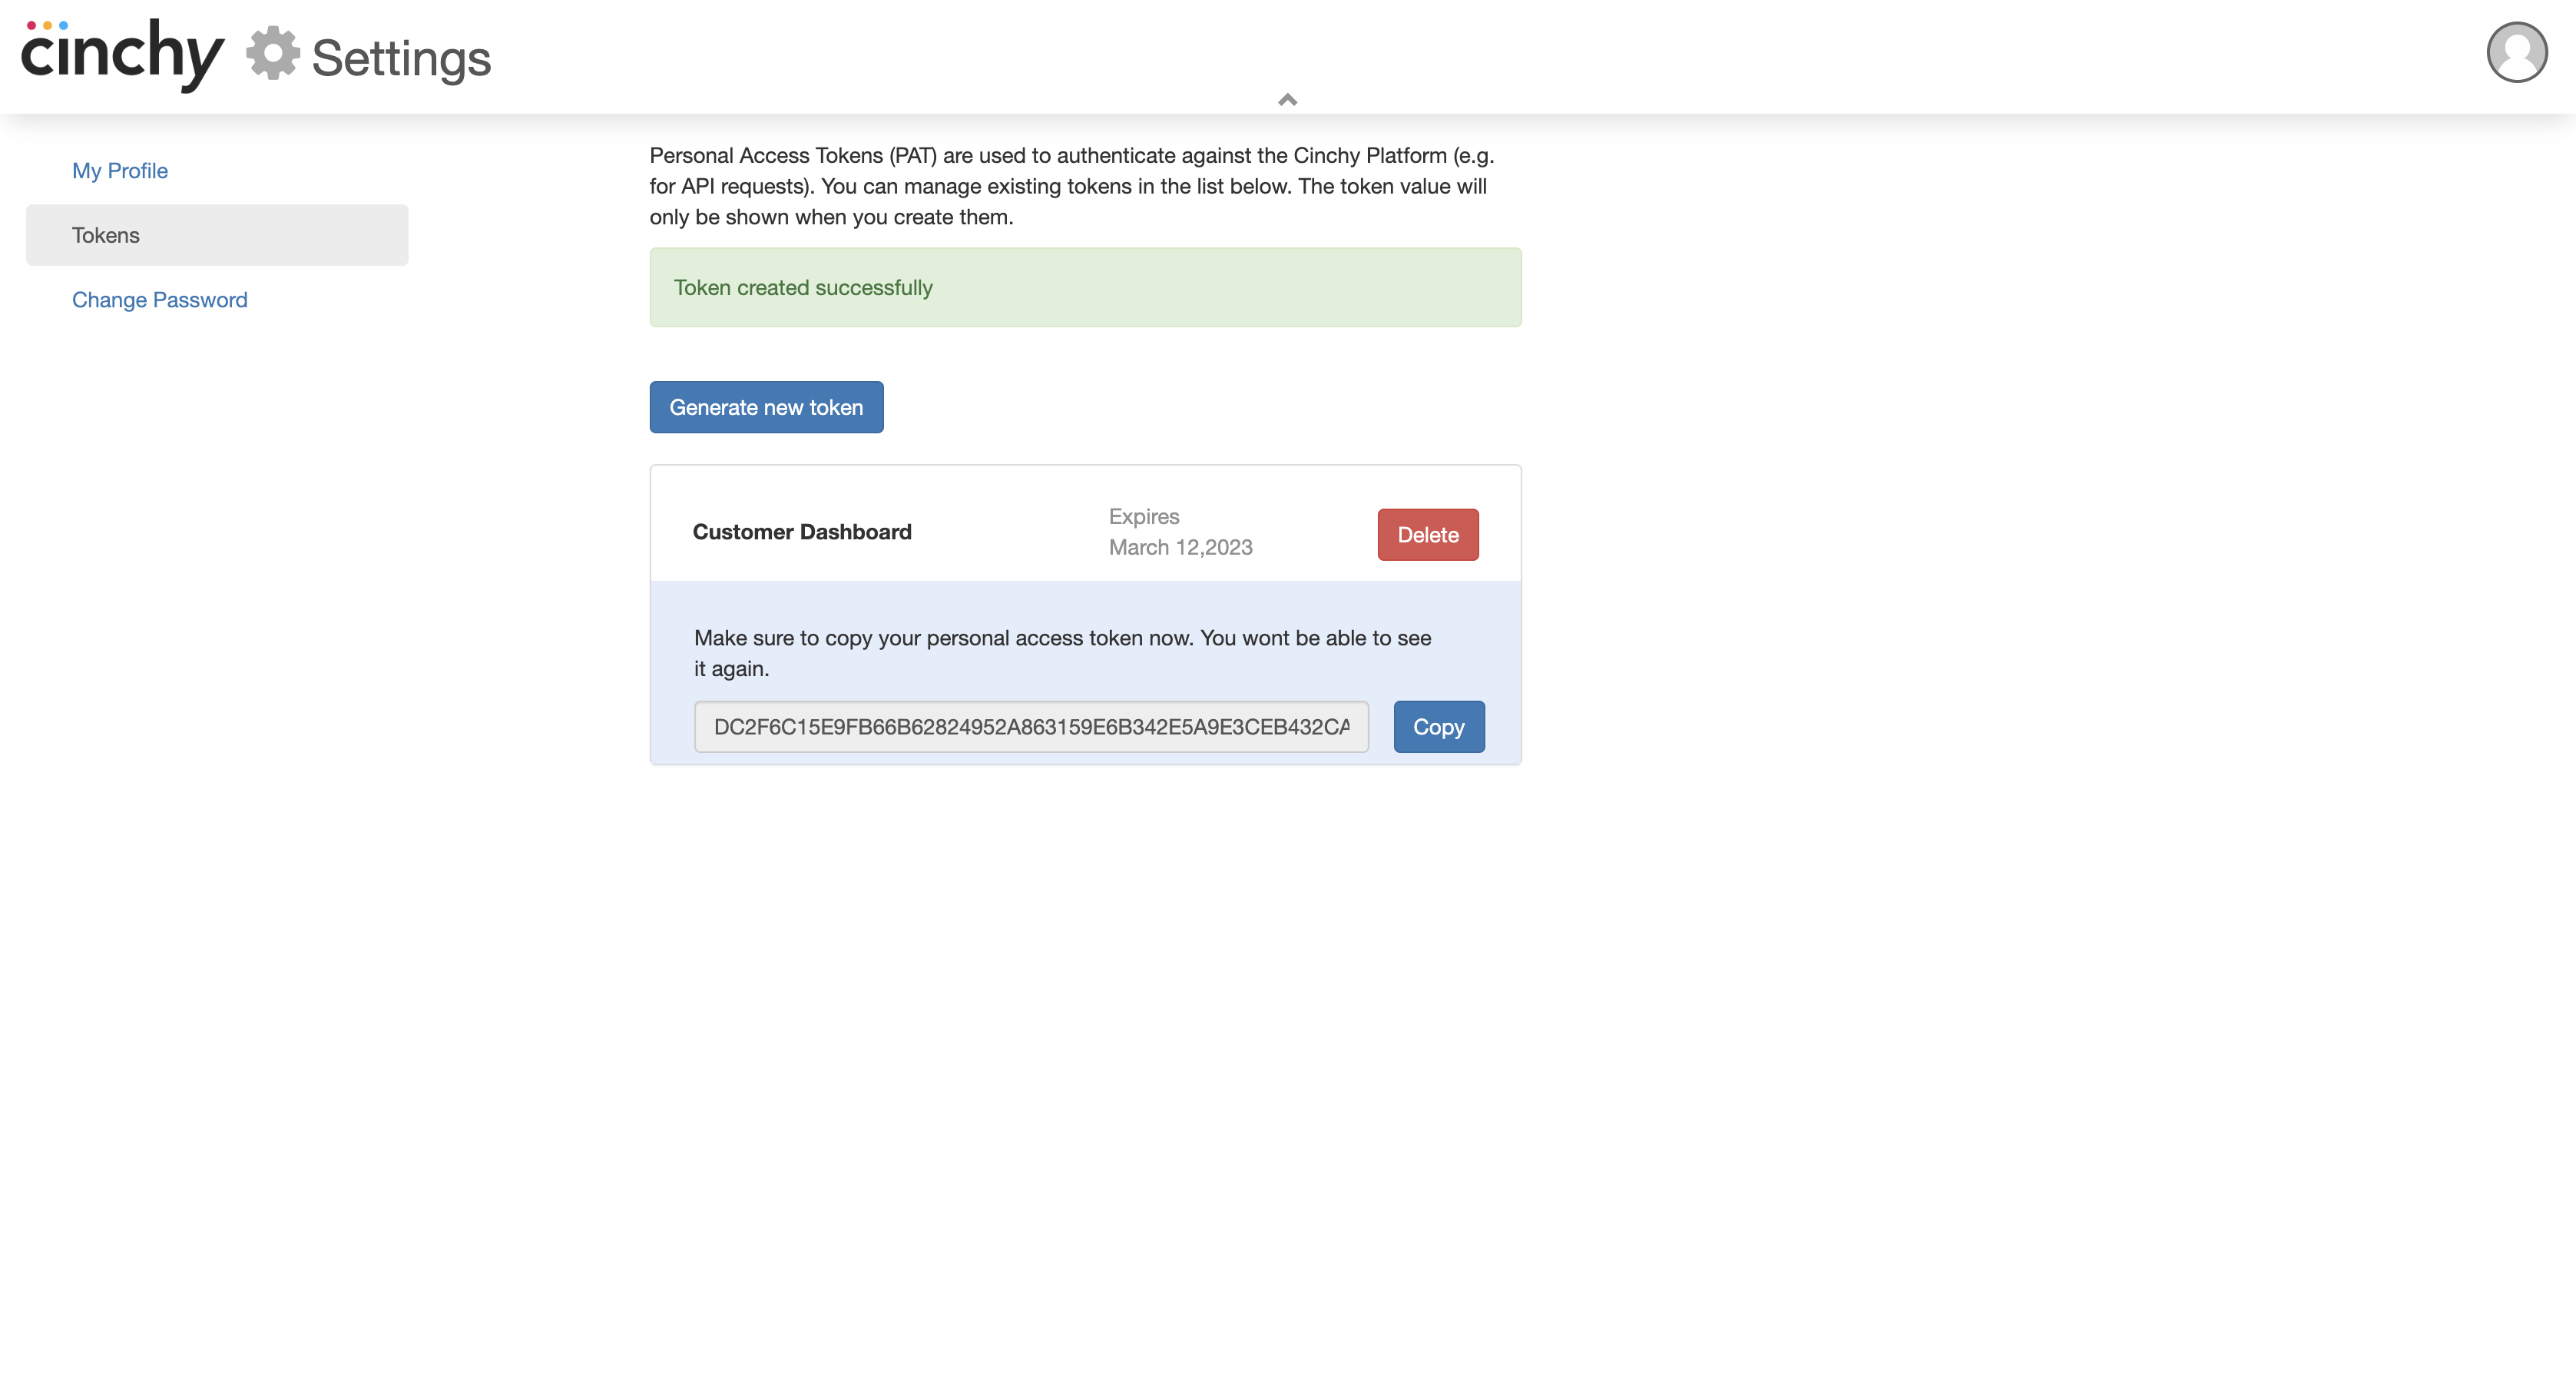 cinchy Settings
My Profile
Tokens
Change Password
Personal Access Tokens (PAT) are used to authenticate against the Cinchy Platform (e.g.
for API requests). You can manage existing tokens in the list below. The token value will
only be shown when you create them.
Token created successfully
Generate new token
Customer Dashboard
Expires
March 12,2023
Delete
Make sure to copy your personal access token now. You wont be able to see
it again.
DC2F6C15E9FB66B62824952A863159E6B342E5A9E3CEB432CA
Copy